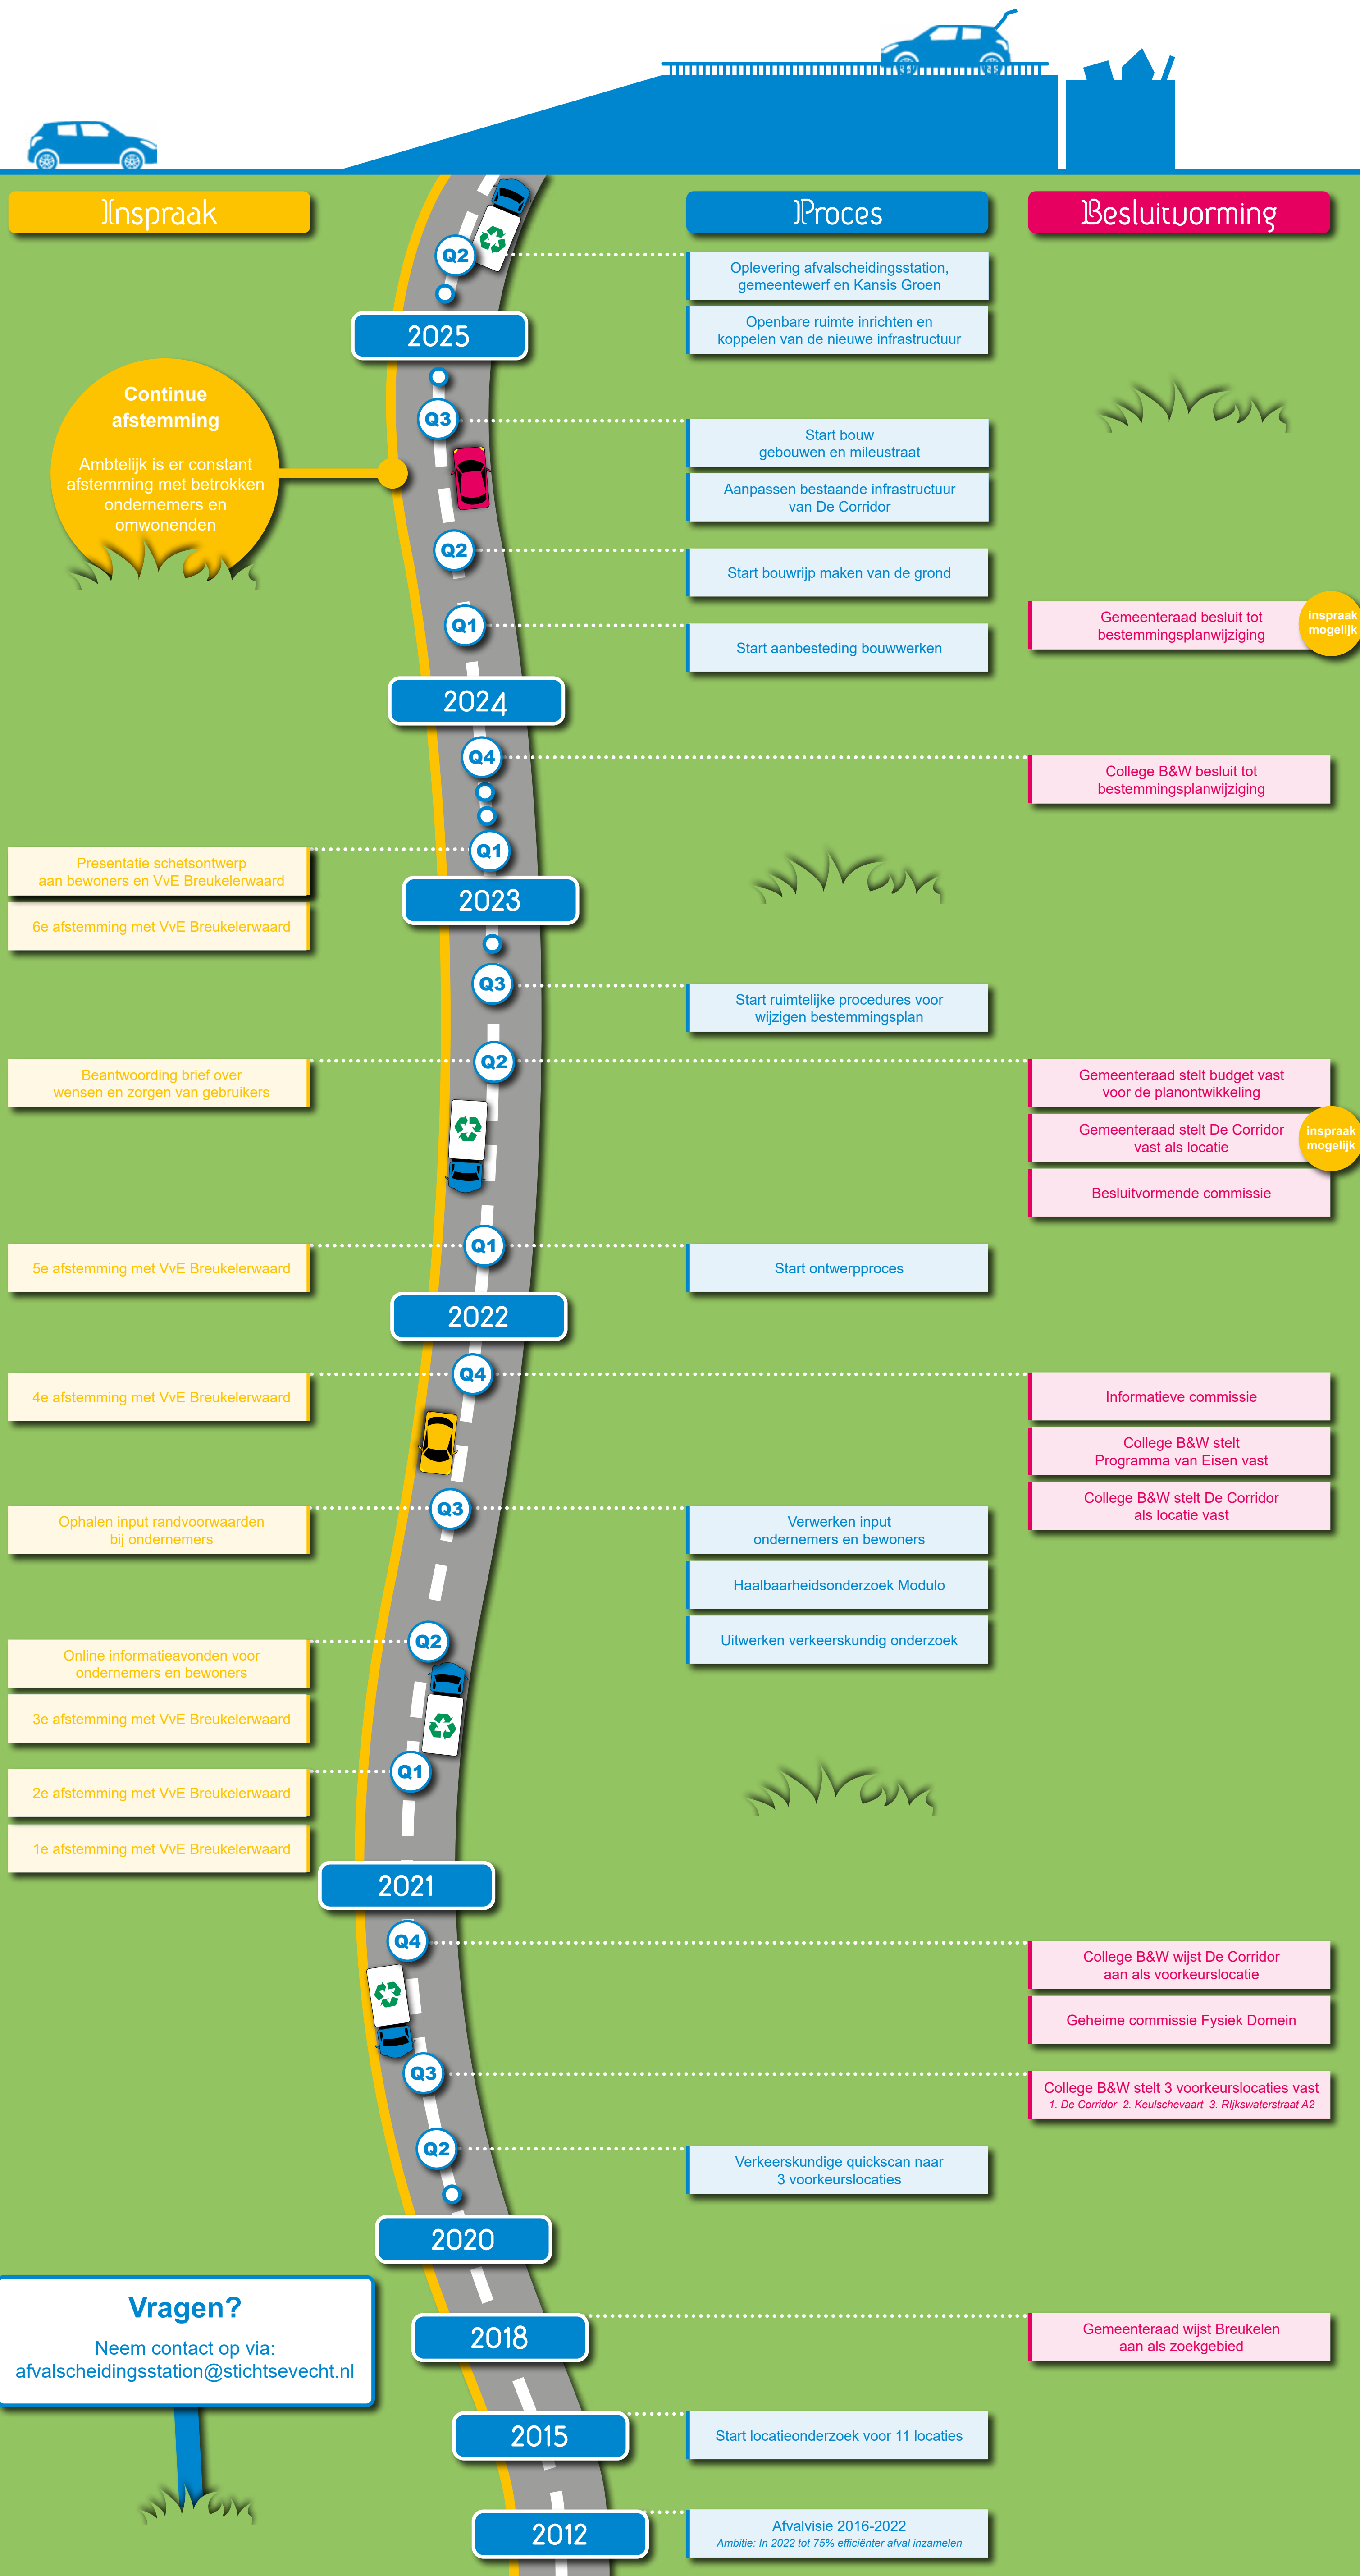 Inspraak
Proces
Besluitvorming
Q2
Oplevering afvalscheidingsstation,
gemeentewerf en Kansis Groen
Openbare ruimte inrichten en
koppelen van de nieuwe infrastructuur
2025
Continue
afstemming
Ambtelijk is er constant
afstemming met betrokken
ondernemers en
omwonenden
Q3
Start bouw
gebouwen en mileustraat
Aanpassen bestaande infrastructuur
van De Corridor
Q2
Start bouwrijp maken van de grond
Q1
Start aanbesteding bouwwerken
Gemeenteraad besluit tot
bestemmingsplanwijziging
inspraak
mogelijk
2024
Q4
College B&W besluit tot
bestemmingsplanwijziging
Q1
Presentatie schetsontwerp
aan bewoners en VvE Breukelerwaard
6e afstemming met VvE Breukelerwaard
2023
Q3
Start ruimtelijke procedures voor
wijzigen bestemmingsplan
Q2
Beantwoording brief over
wensen en zorgen van gebruikers
Gemeenteraad stelt budget vast
voor de planontwikkeling
Gemeenteraad stelt De Corridor
vast als locatie
inspraak
mogelijk
Besluitvormende commissie
Q1
5e afstemming met VvE Breukelerwaard
Start ontwerpproces
2022
Q4
4e afstemming met VvE Breukelerwaard
Informatieve commissie
College B&W stelt
Programma van Eisen vast
College B&W stelt De Corridor
als locatie vast
Q3
Ophalen input randvoorwaarden
bij ondernemers
Verwerken input
ondernemers en bewoners
Haalbaarheidsonderzoek Modulo
Uitwerken verkeerskundig onderzoek
Q2
Online informatieavonden voor
ondernemers en bewoners
3e afstemming met VvE Breukelerwaard
Q1
2e afstemming met VvE Breukelerwaard
1e afstemming met VvE Breukelerwaard
2021
Q4
College B&W wijst De Corridor
aan als voorkeurslocatie
Geheime commissie Fysiek Domein
Q3
College B&W stelt 3 voorkeurslocaties vast
1. De Corridor 2. Keulschevaart 3. RIjkswaterstraat A2
Q2
Verkeerskundige quickscan naar
3 voorkeurslocaties
2020
Vragen?
Neem contact op via:
afvalscheidingsstation@stichtsevecht.nl
2018
Gemeenteraad wijst Breukelen
aan als zoekgebied
2015
Start locatieonderzoek voor 11 locaties
2012
Afvalvisie 2016-2022
Ambitie: In 2022 tot 75% efficiënter afval inzamelen